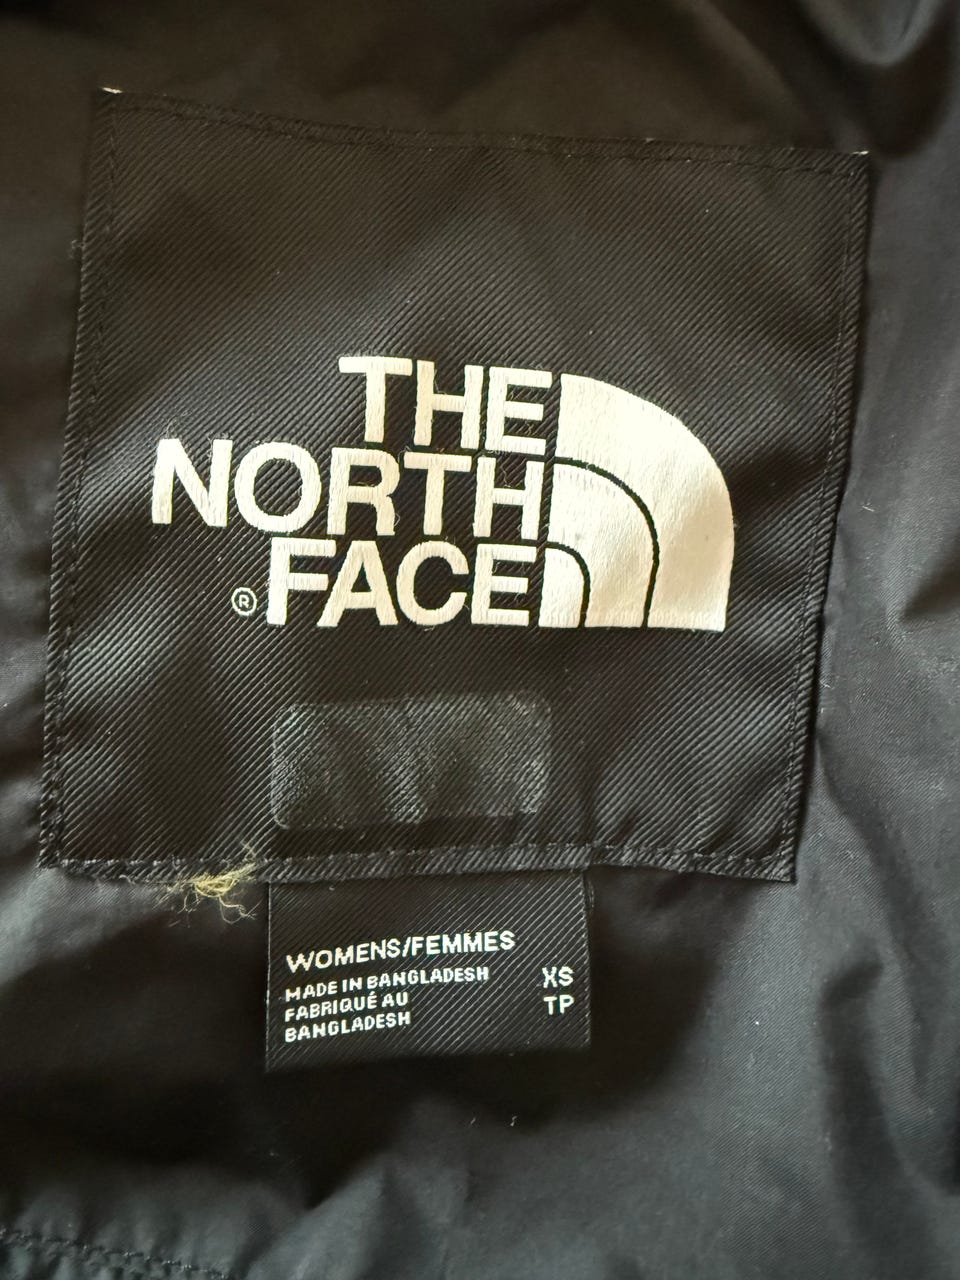 THE
NORTH
FACE
®
WOMENS/FEMMES
MADE IN BANGLADESH XS
FABRIQUÉ AU TP
BANGLADESH